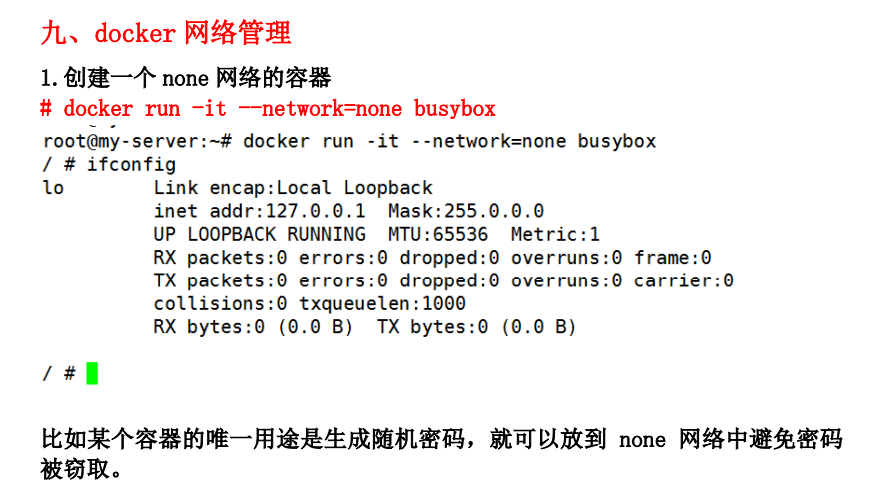 九、docker 网络管理
1.创建一个 none 网络的容器
# docker run -it --network=none busybox
root@my-server:~# docker run -it --network=none busybox
/ # ifconfig
lo        Link encap:Local Loopback
          inet addr:127.0.0.1  Mask:255.0.0.0
          UP LOOPBACK RUNNING  MTU:65536  Metric:1
          RX packets:0 errors:0 dropped:0 overruns:0 frame:0
          TX packets:0 errors:0 dropped:0 overruns:0 carrier:0
          collisions:0 txqueuelen:1000
          RX bytes:0 (0.0 B)  TX bytes:0 (0.0 B)
/ #
比如某个容器的唯一用途是生成随机密码，就可以放到 none 网络中避免密码
被窃取。